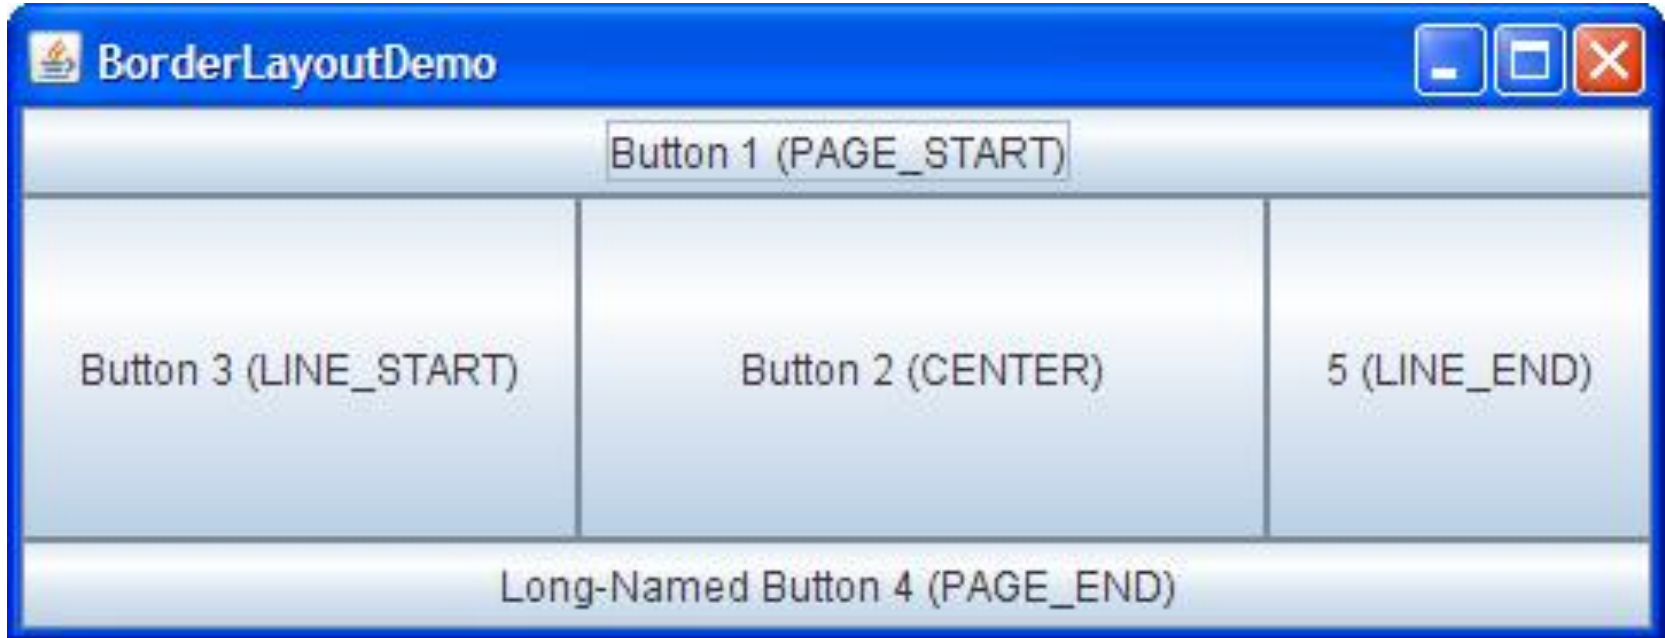 BorderLayoutDemo
Button 1 (PAGE_START)
Button 3 (LINE_START)
Button 2 (CENTER)
5 (LINE_END)
Long-Named Button 4 (PAGE_END)